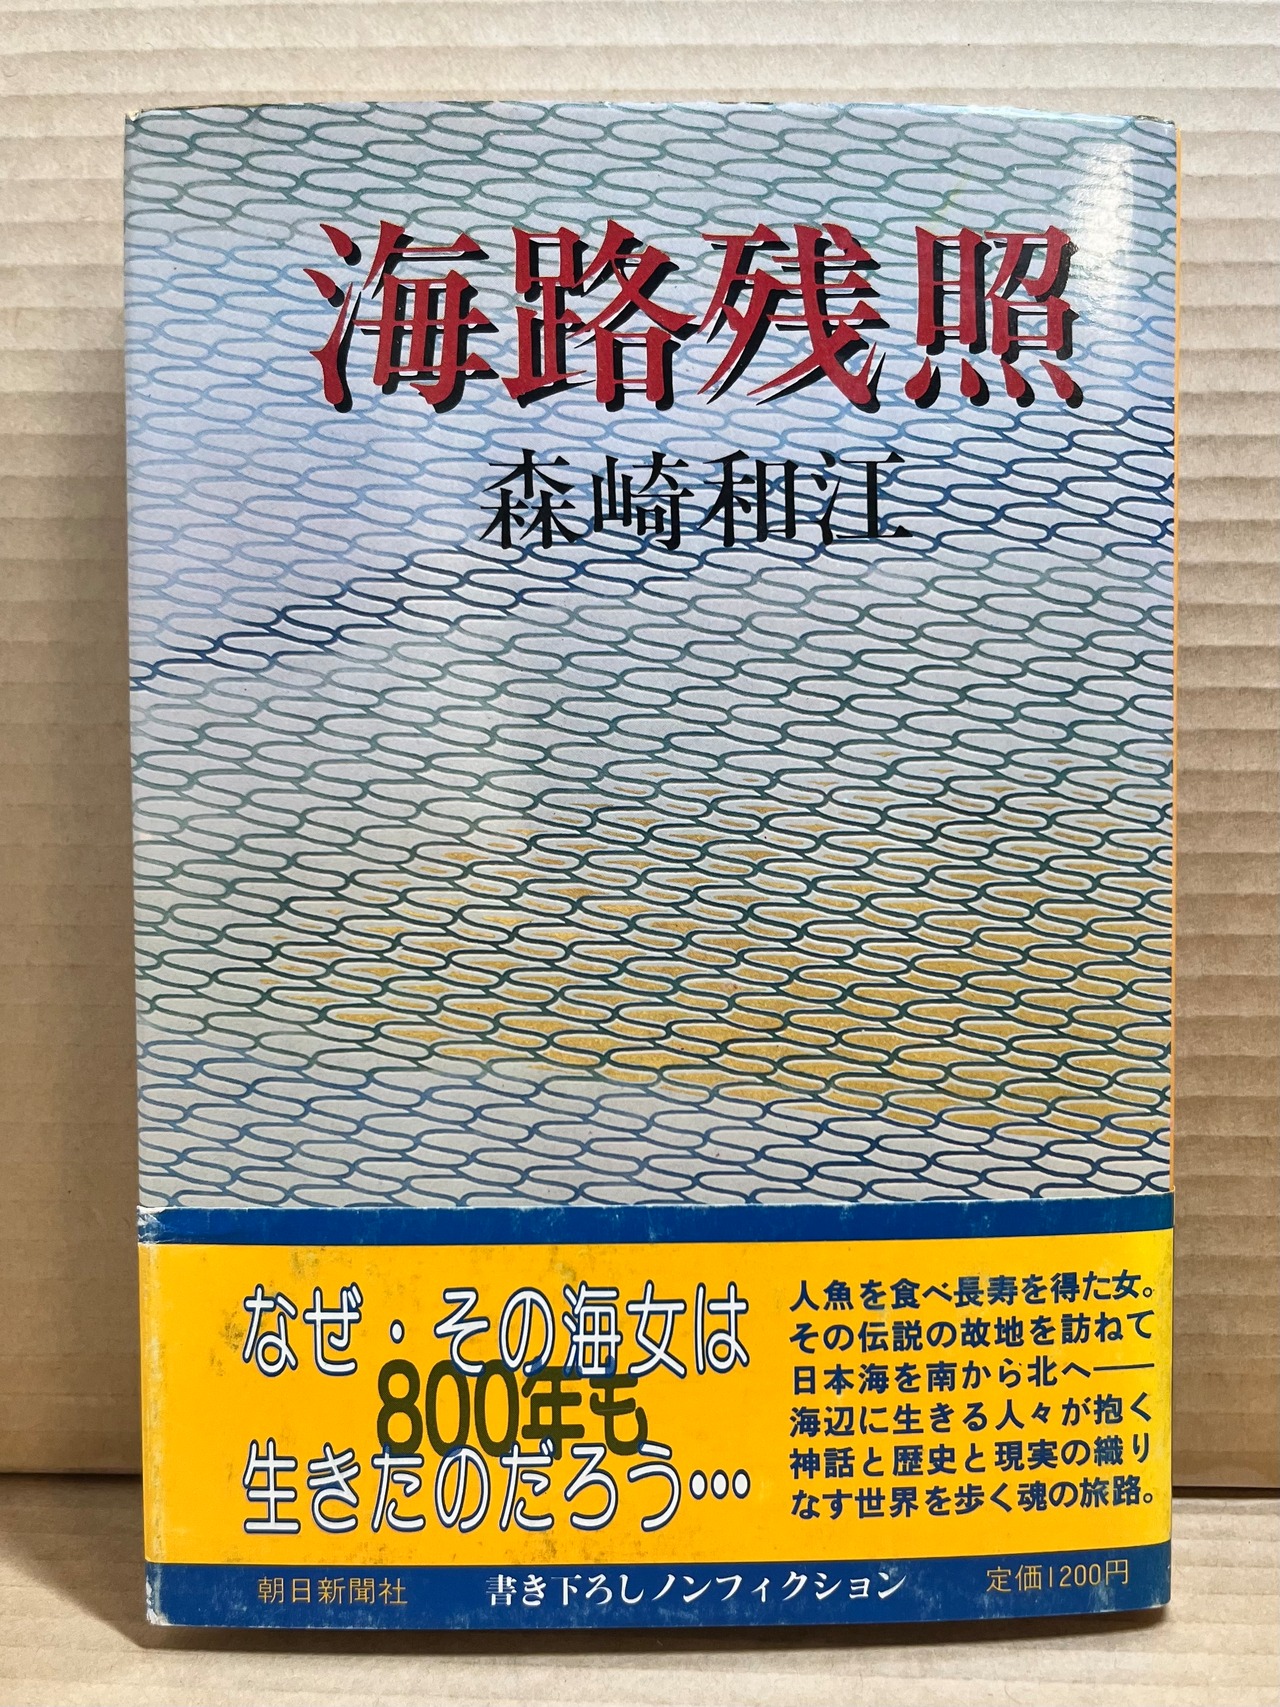 海路残照
森崎和江
なぜ・その海女は
800年も
生きたのだろう…
人魚を食べ長寿を得た女。
その伝説の故地を訪ねて
日本海を南から北へ――
海辺に生きる人々が抱く
神話と歴史と現実の織り
なす世界を歩く魂の旅路。
朝日新聞社
書き下ろしノンフィクション
定価1200円